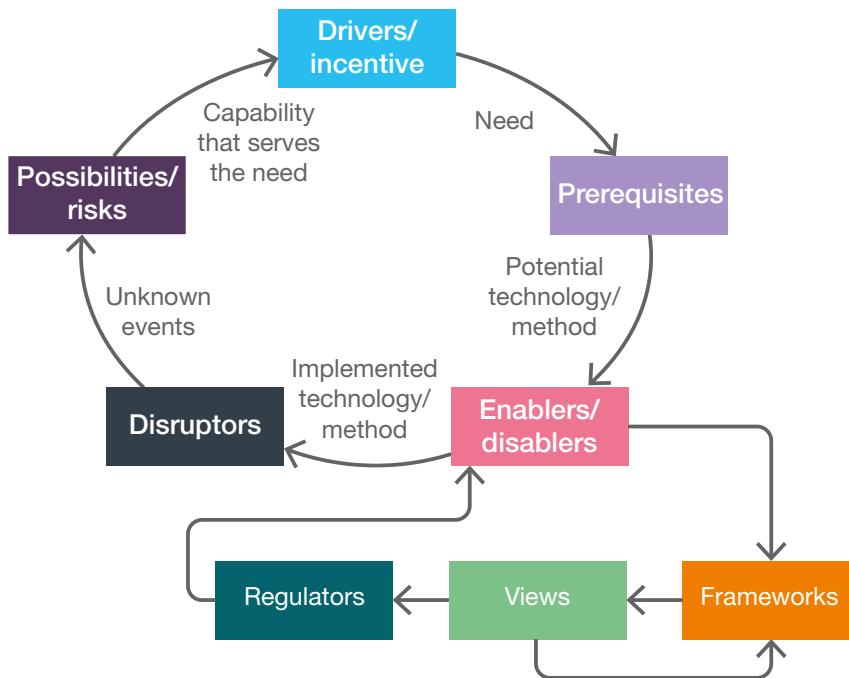 Drivers/
incentive
Capability
that serves
the need
Need
Possibilities/
risks
Prerequisites
Potential
technology/
method
Unknown
events
Implemented
technology/
method
Disruptors
Enablers/
disablers
Regulators
Views
Frameworks